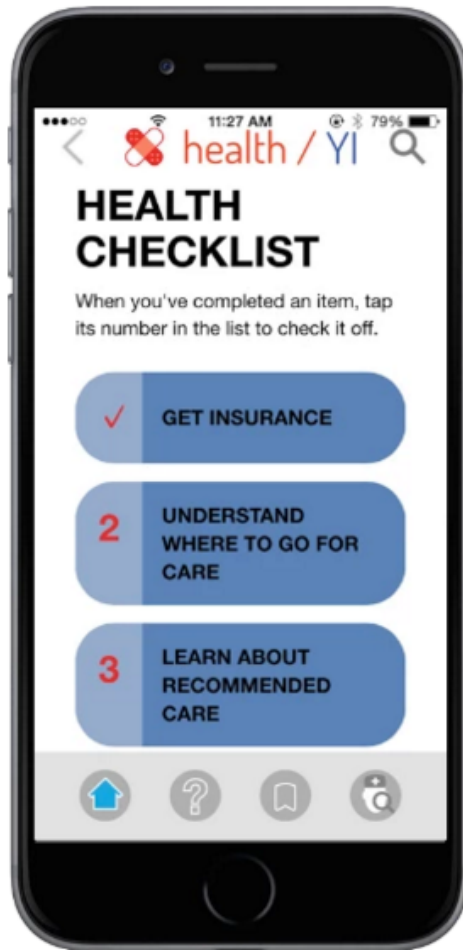 11:27 AM 79%
health / YI
HEALTH
CHECKLIST
When you've completed an item, tap
its number in the list to check it off.
✓ GET INSURANCE
2 UNDERSTAND
WHERE TO GO FOR
CARE
3 LEARN ABOUT
RECOMMENDED
CARE
?